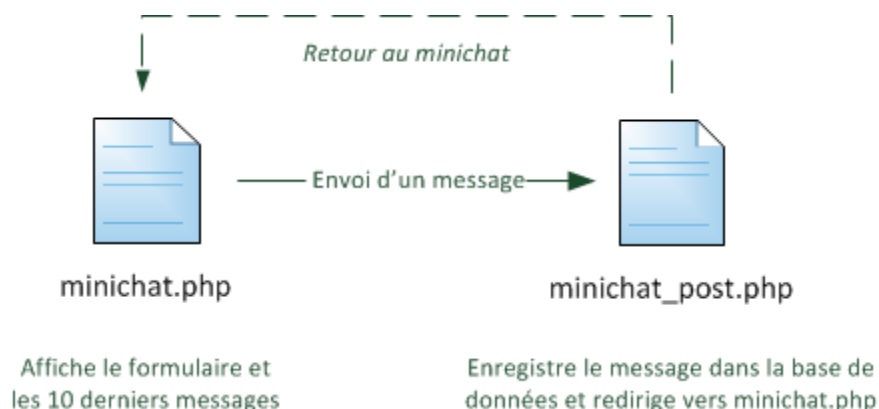 Retour au minichat
Envoi d'un message
minichat.php
minichat_post.php
Affiche le formulaire et
les 10 derniers messages
Enregistre le message dans la base de
données et redirige vers minichat.php